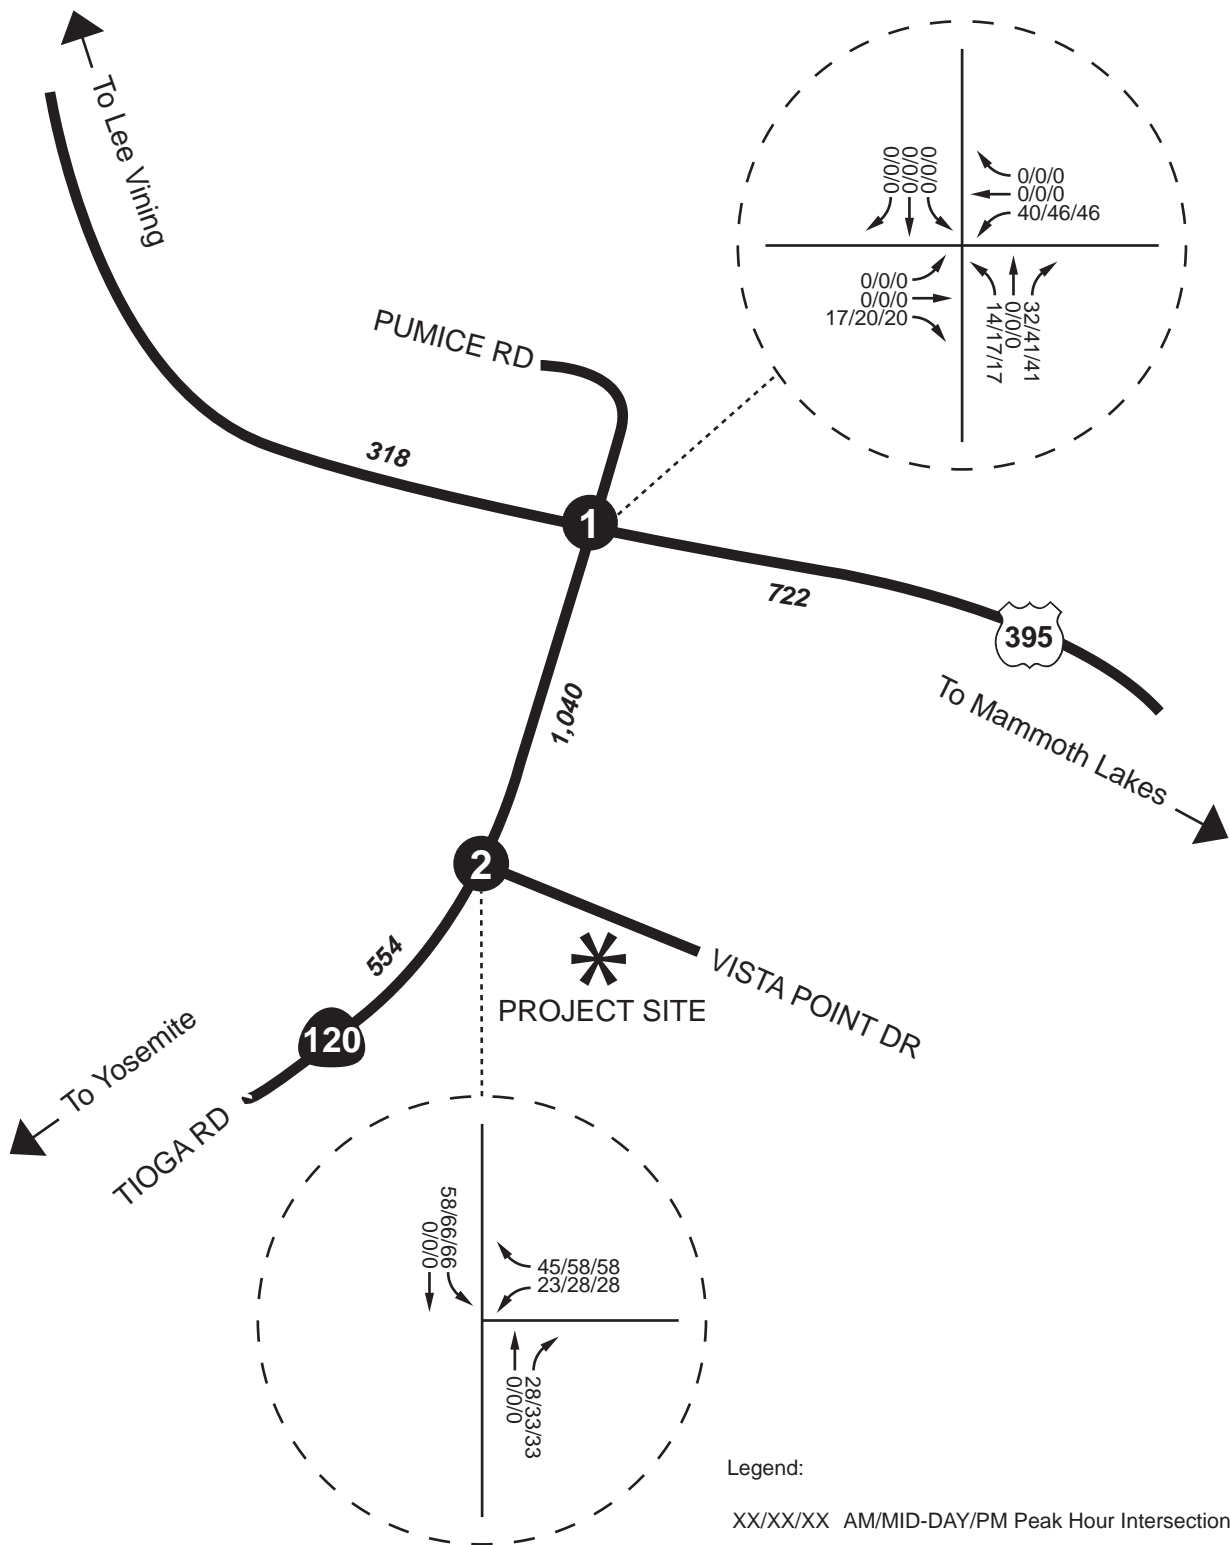 To Lee Vining
0/0/0
0/0/0
0/0/0
0/0/0
0/0/0
40/46/46
0/0/0
0/0/0
17/20/20
14/17/17
0/0/0
32/41/41
PUMICE RD
318
1
722
395
To Mammoth Lakes
1,040
2
554
VISTA POINT DR
PROJECT SITE
120
To Yosemite
TIOGA RD
0/0/0
58/66/66
45/58/58
23/28/28
0/0/0
28/33/33
Legend:
XX/XX/XX AM/MID-DAY/PM Peak Hour Intersection